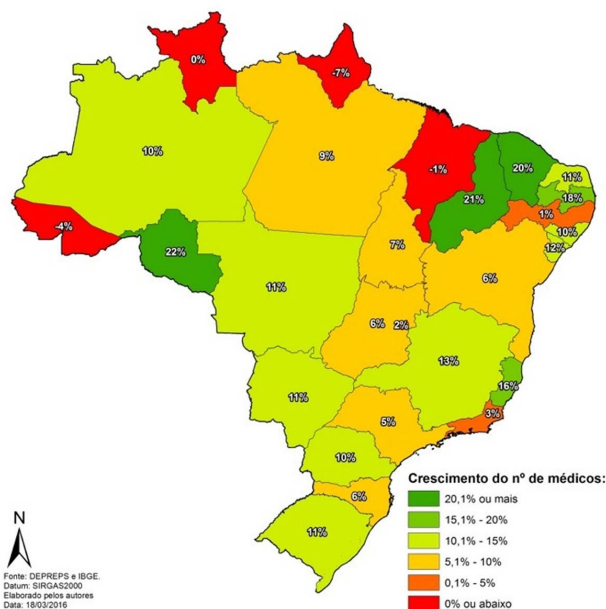 0%
-7%
10%
9%
-1%
20%
11%
21%
18%
1%
10%
12%
-4%
22%
7%
6%
11%
6%
2%
13%
16%
11%
5%
3%
10%
6%
11%
Crescimento do nº de médicos:
20,1% ou mais
15,1% - 20%
10,1% - 15%
5,1% - 10%
0,1% - 5%
0% ou abaixo
N
Fonte: DEPREPS e IBGE.
Datum: SIRGAS2000
Elaborado pelos autores
Data: 18/03/2016